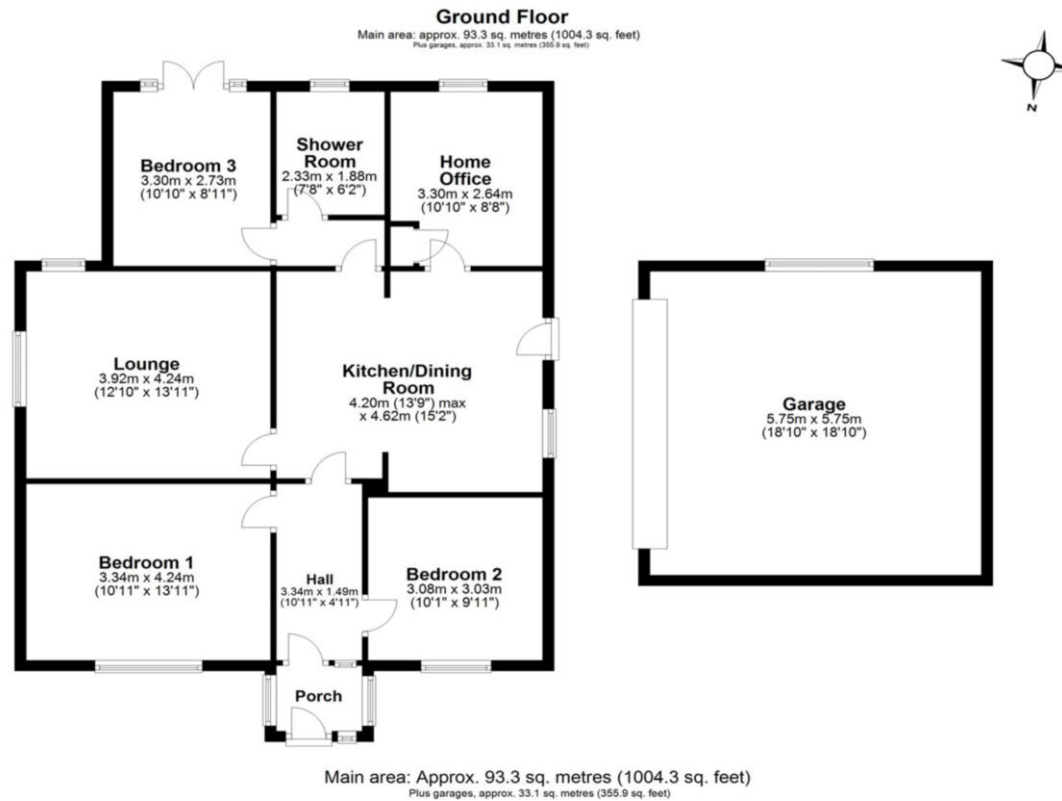 Ground Floor
Main area: approx. 93.3 sq. metres (1004.3 sq. feet)
Plus garages, approx. 33.1 sq. metres (355.9 sq. feet)
N
Bedroom 3
3.30m x 2.73m
(10'10" x 8'11")
Shower
Room
2.33m x 1.88m
(7'8" x 6'2")
Home
Office
3.30m x 2.64m
(10'10" x 8'8")
Lounge
3.92m x 4.24m
(12'10" x 13'11")
Kitchen/Dining
Room
4.20m (13'9") max
x 4.62m (15'2")
Garage
5.75m x 5.75m
(18'10" x 18'10")
Bedroom 1
3.34m x 4.24m
(10'11" x 13'11")
Hall
3.34m x 1.49m
(10'11" x 4'11")
Bedroom 2
3.08m x 3.03m
(10'1" x 9'11")
Porch
Main area: Approx. 93.3 sq. metres (1004.3 sq. feet)
Plus garages, approx. 33.1 sq. metres (355.9 sq. feet)